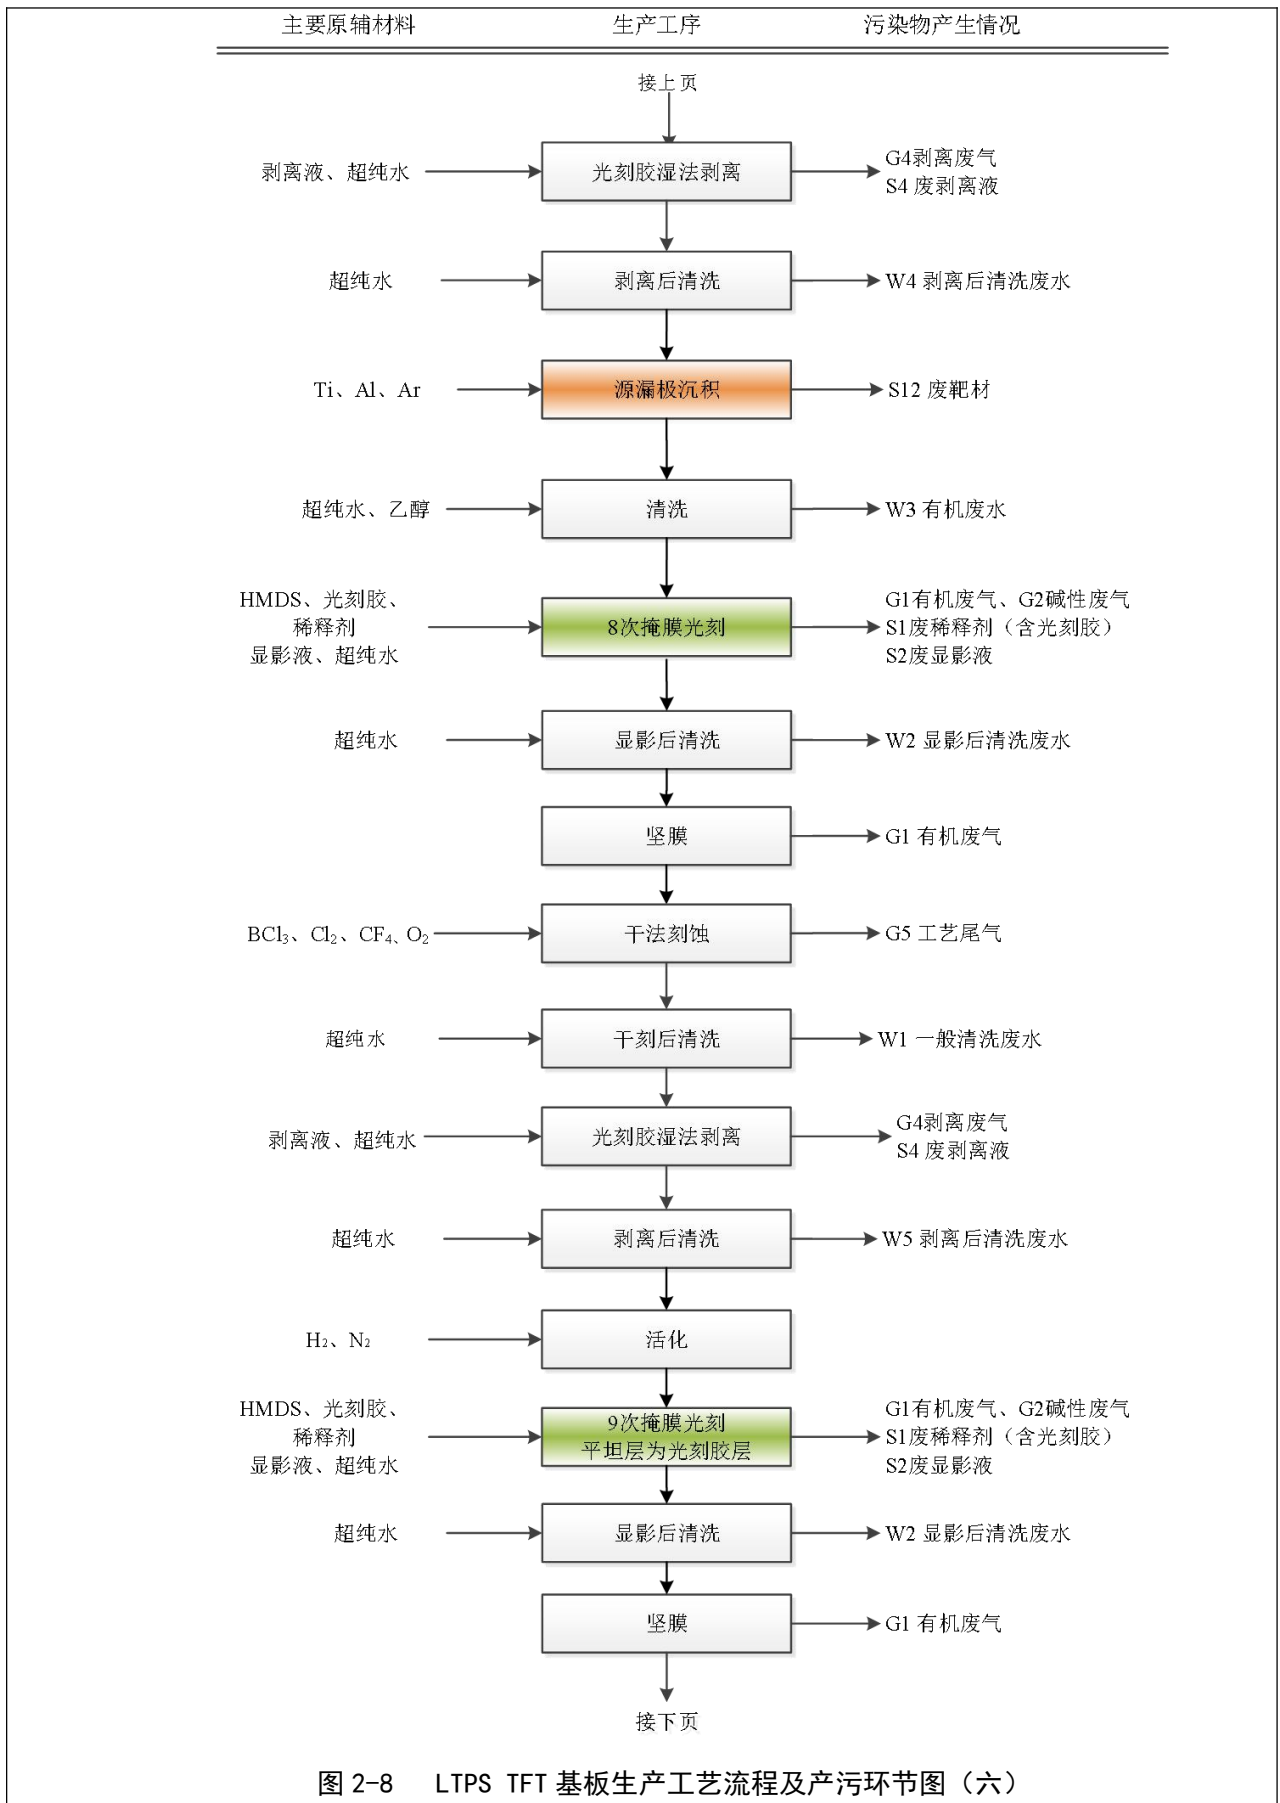 主要原辅材料 生产工序 污染物产生情况
接上页
剥离液、超纯水 光刻胶湿法剥离 G4剥离废气
S4 废剥离液
超纯水 剥离后清洗 W4 剥离后清洗废水
Ti、Al、Ar 源漏极沉积 S12 废靶材
超纯水、乙醇 清洗 W3 有机废水
HMDS、光刻胶、
稀释剂
显影液、超纯水
8次掩膜光刻
G1有机废气、G2碱性废气
S1废稀释剂（含光刻胶）
S2废显影液
超纯水 显影后清洗 W2 显影后清洗废水
坚膜 G1 有机废气
BCl₃、Cl₂、CF₄、O₂ 干法刻蚀 G5 工艺尾气
超纯水 干刻后清洗 W1 一般清洗废水
剥离液、超纯水 光刻胶湿法剥离 G4剥离废气
S4 废剥离液
超纯水 剥离后清洗 W5 剥离后清洗废水
H₂、N₂ 活化
HMDS、光刻胶、
稀释剂
显影液、超纯水
9次掩膜光刻
平坦层为光刻胶层
G1有机废气、G2碱性废气
S1废稀释剂（含光刻胶）
S2废显影液
超纯水 显影后清洗 W2 显影后清洗废水
坚膜 G1 有机废气
接下页
图 2-8 LTPS TFT 基板生产工艺流程及产污环节图（六）